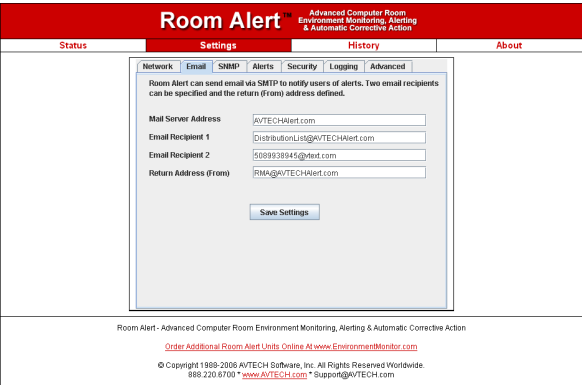 Room Alert™ Advanced Computer Room
Environment Monitoring, Alerting
& Automatic Corrective Action
Status Settings History About
Network Email SNMP Alerts Security Logging Advanced
Room Alert can send email via SMTP to notify users of alerts. Two email recipients
can be specified and the return (From) address defined.
Mail Server Address AVTECHAlert.com
Email Recipient 1 DistributionList@AVTECHAlert.com
Email Recipient 2 5089938945@vtext.com
Return Address (From) RMA@AVTECHAlert.com
Save Settings
Room Alert - Advanced Computer Room Environment Monitoring, Alerting & Automatic Corrective Action
Order Additional Room Alert Units Online At www.EnvironmentMonitor.com
© Copyright 1988-2006 AVTECH Software, Inc. All Rights Reserved Worldwide.
888.220.6700 * www.AVTECH.com * Support@AVTECH.com